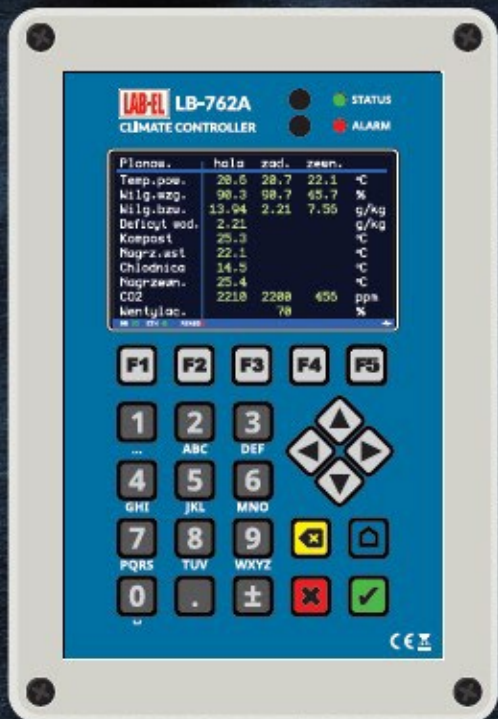 LAB-EL LB-762A
CLIMATE CONTROLLER
STATUS
ALARM
Planow. hala zad. zewn.
Temp.pow. 20.6 20.7 22.1 °C
Wilg.wzg. 90.3 90.7 45.7 %
Wilg.bzw. 13.94 2.21 7.56 g/kg
Deficyt wod. 2.21 g/kg
Kompost 25.3 °C
Nagrz.wst 22.1 °C
Chlodnica 14.5 °C
Nagrzewn. 25.4 °C
CO2 2210 2200 456 ppm
Wentylac. 70 %
F1 F2 F3 F4 F5
1 2 3
... ABC DEF
4 5 6
GHI JKL MNO
7 8 9
PQRS TUV WXYZ
0 . ±
CE